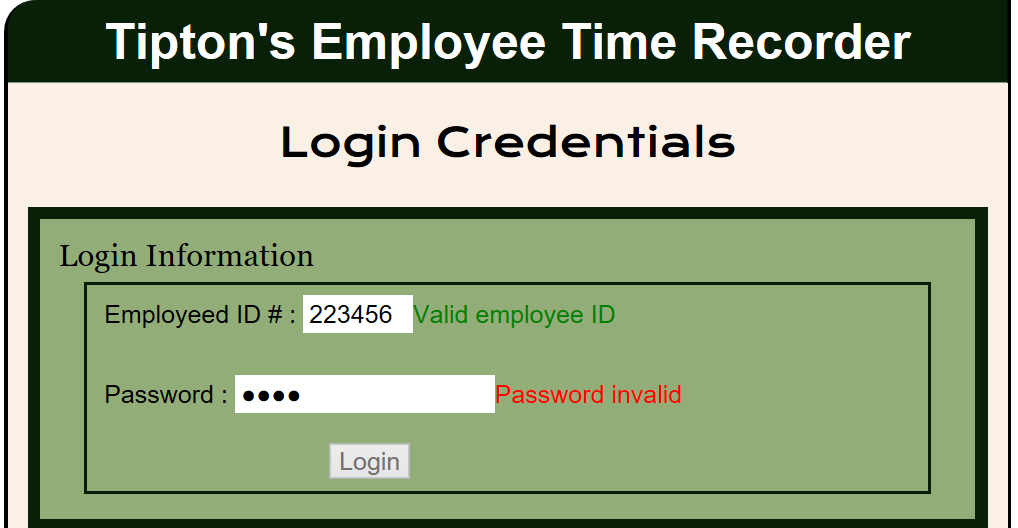 Tipton's Employee Time Recorder
Login Credentials
Login Information
Employeed ID # : 223456 Valid employee ID
Password : ●●●● Password invalid
Login